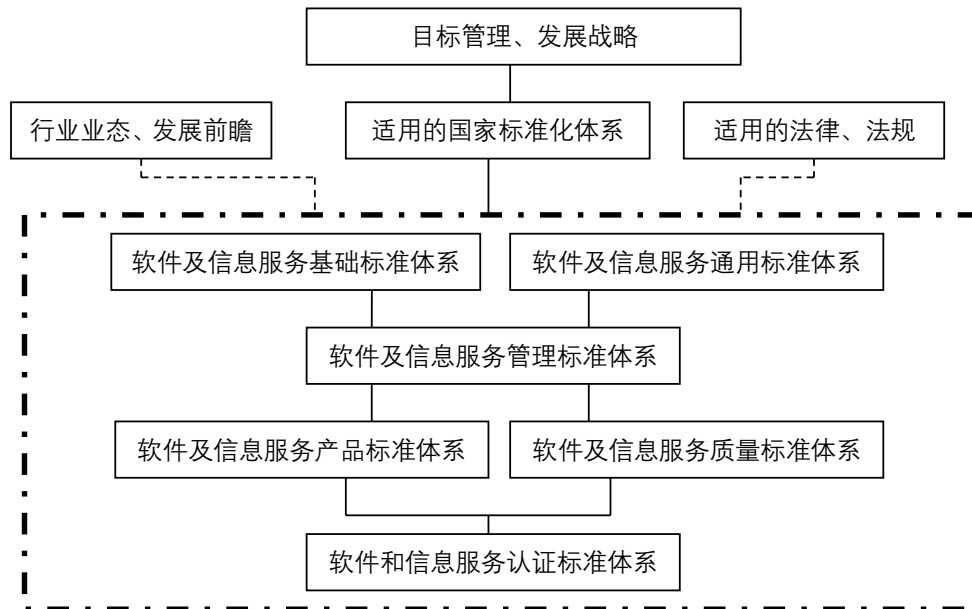 目标管理、发展战略
行业业态、发展前瞻
适用的国家标准化体系
适用的法律、法规
软件及信息服务基础标准体系
软件及信息服务通用标准体系
软件及信息服务管理标准体系
软件及信息服务产品标准体系
软件及信息服务质量标准体系
软件和信息服务认证标准体系